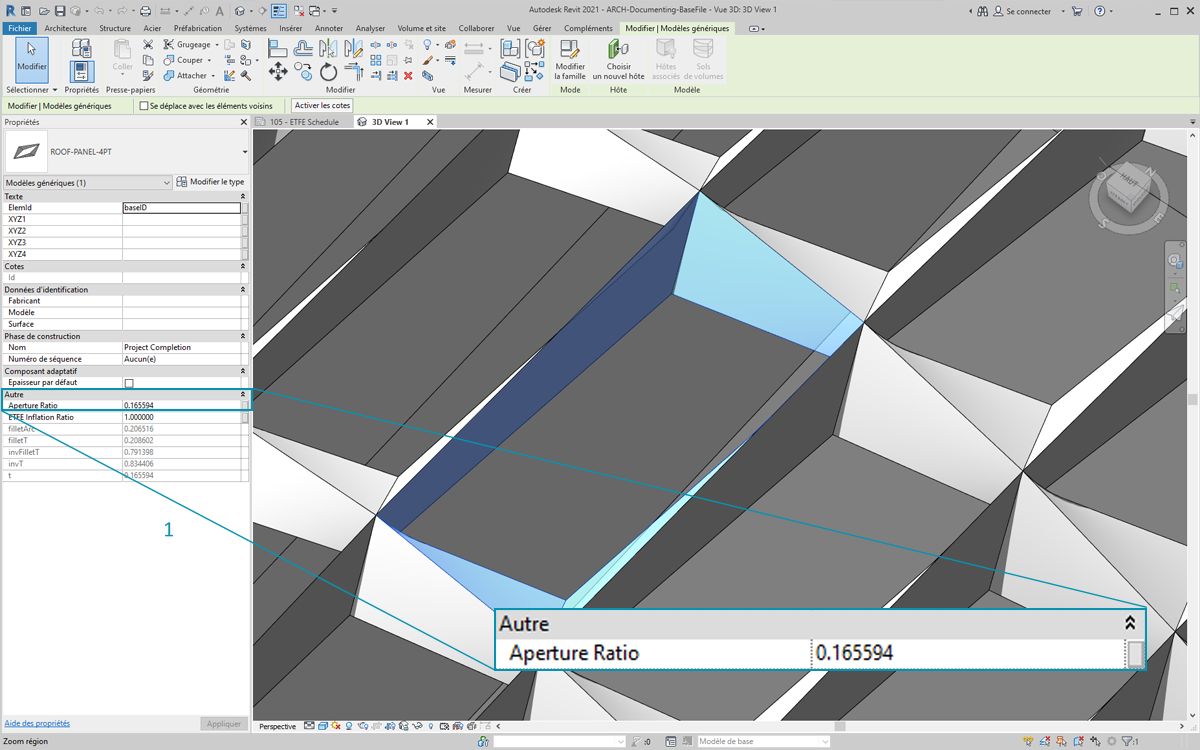 Autodesk Revit 2021 - ARCH-Documenting-BaseFile - Vue 3D: 3D View 1
Se connecter
Fichier Architecture Structure Acier Préfabrication Systèmes Insérer Annoter Analyser Volume et site Collaborer Vue Gérer Compléments Modifier | Modèles génériques
Modifier
Coller
Grugeage
Couper
Attacher
Modifier la famille
Choisir un nouvel hôte
Hôtes associés
Sols de volumes
Sélectionner Propriétés Presse-papiers Géométrie Modifier Vue Mesurer Créer Mode Hôte Modèle
Modifier | Modèles génériques Se déplace avec les éléments voisins Activer les cotes
Propriétés
105 - ETFE Schedule
3D View 1
ROOF-PANEL-4PT
Modèles génériques (1) Modifier le type
Texte
ElemId baseID
XYZ1
XYZ2
XYZ3
XYZ4
Cotes
Id
Données d'identification
Fabricant
Modèle
Surface
Phase de construction
Nom Project Completion
Numéro de séquence Aucun(e)
Composant adaptatif
Epaisseur par défaut
Autre
Aperture Ratio 0.165594
ETFE Inflation Ratio 1.000000
filletArc 0.206516
filletT 0.208602
invFilletT 0.791398
invT 0.834406
t 0.165594
HAUT
N
E
S
O
1
Autre
Aperture Ratio 0.165594
Aide des propriétés Appliquer
Perspective
Zoom région
:0
Modèle de base
:1